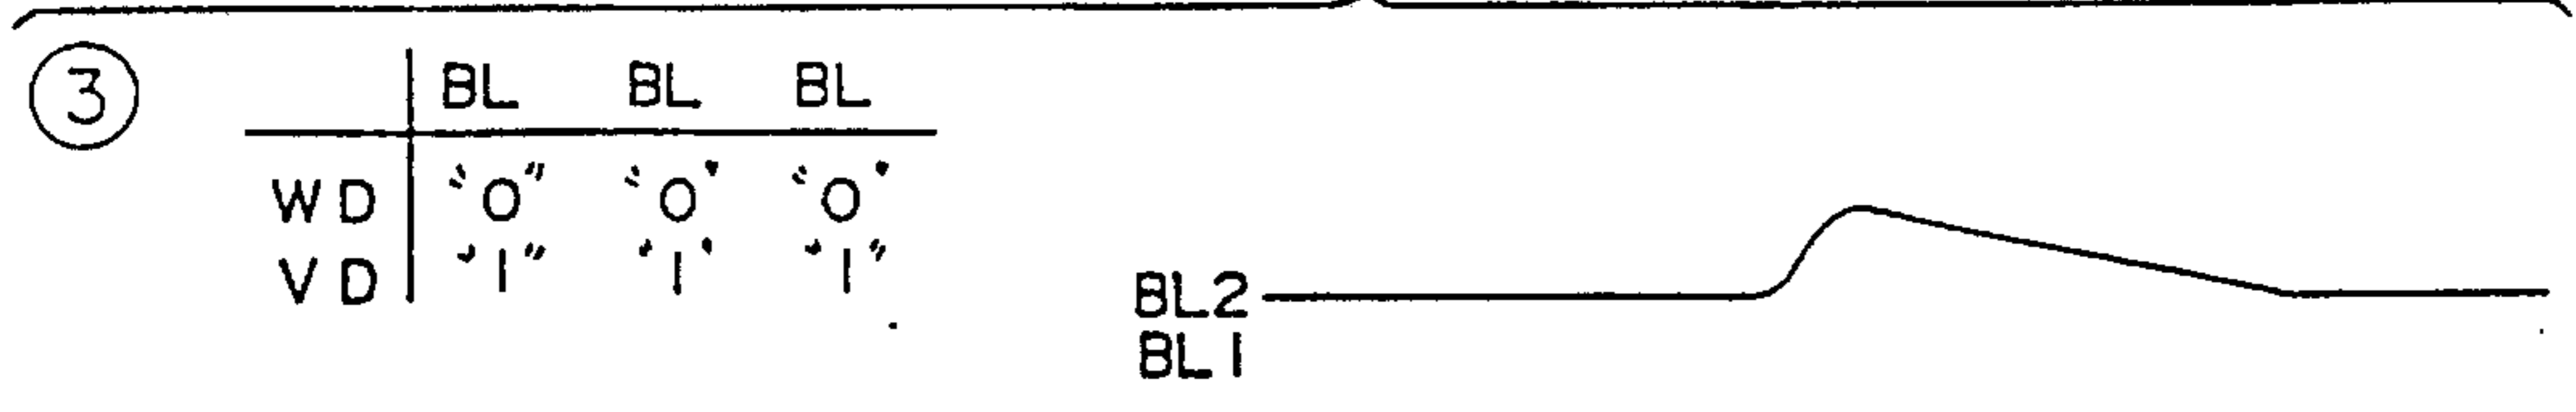 ③ BL BL BL
WD "0" "0" "0"
VD "1" "1" "1"
BL2
BL1